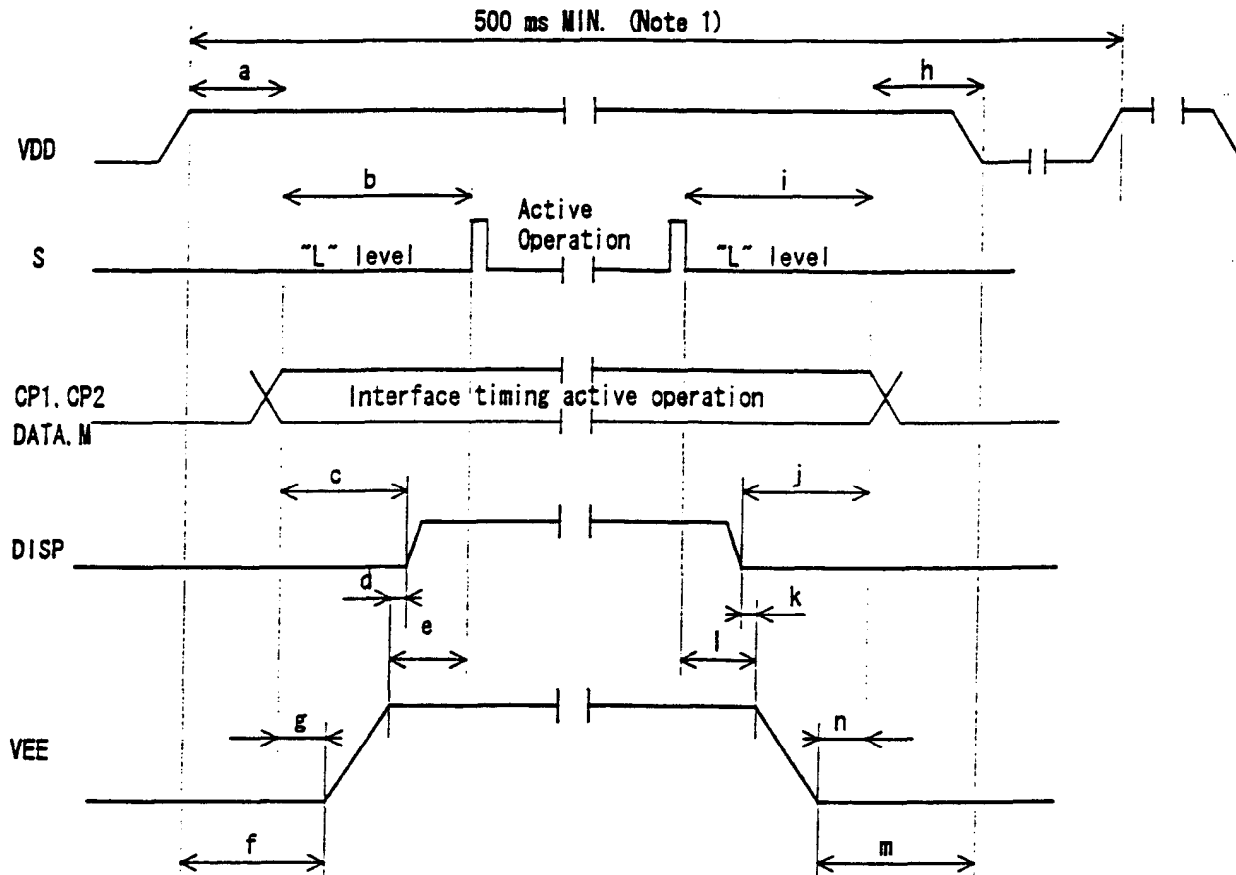 500 ms MIN. (Note 1)
a
h
VDD
b
i
Active
Operation
S
"L" level
"L" level
CP1. CP2
Interface timing active operation
DATA. M
c
j
DISP
d
k
e
l
g
n
VEE
f
m